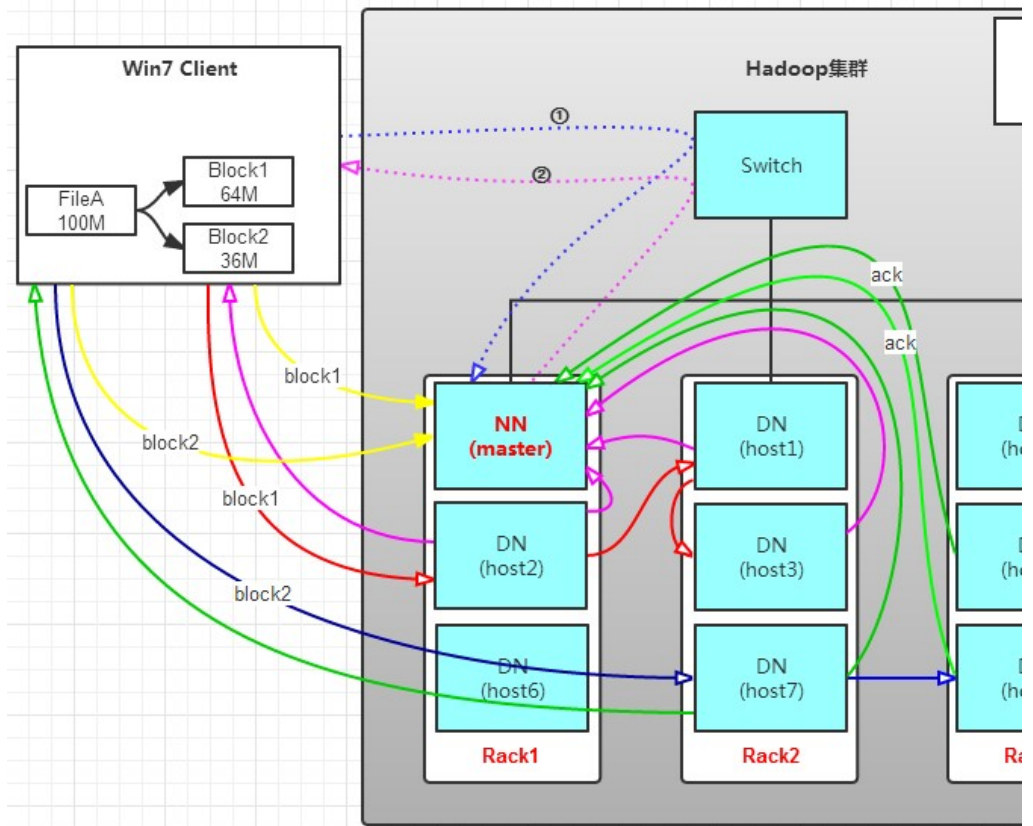 Win7 Client
Hadoop集群
①
②
Switch
Block1
64M
FileA
100M
Block2
36M
ack
ack
block1
block2
block1
block2
NN
(master)
DN
(host1)
DN
(host2)
DN
(host3)
DN
(host6)
DN
(host7)
Rack1
Rack2